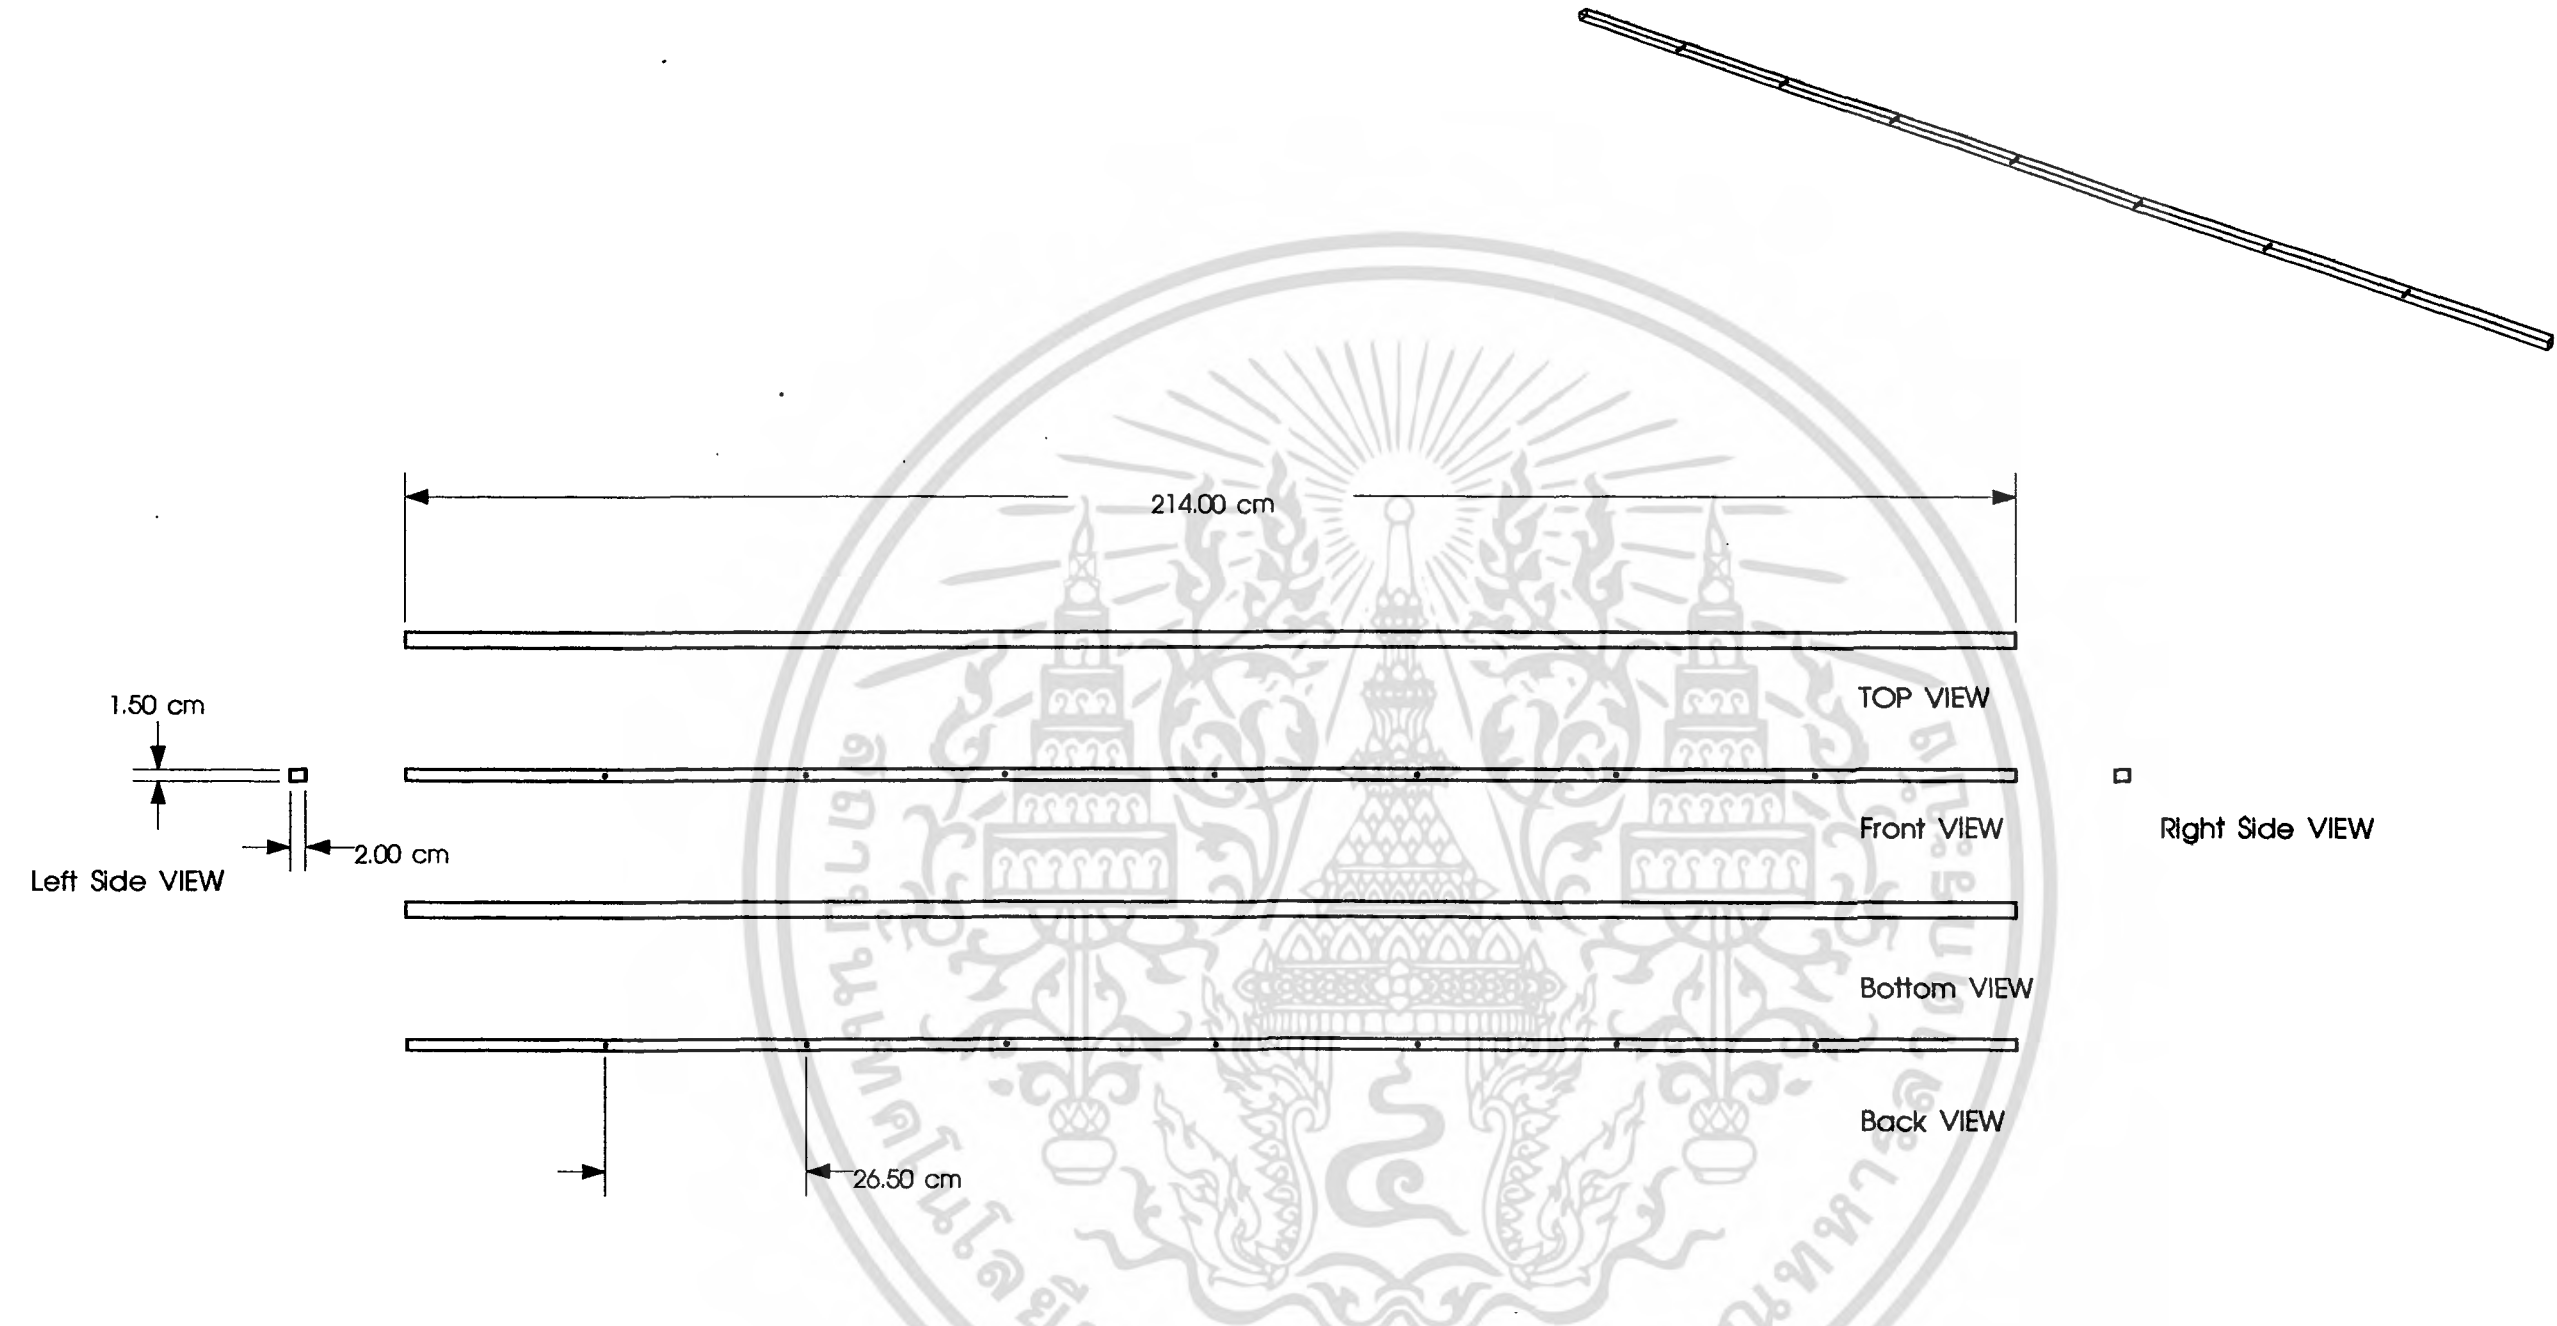 214.00 cm
TOP VIEW
1.50 cm
Front VIEW
Right Side VIEW
2.00 cm
Left Side VIEW
Bottom VIEW
Back VIEW
26.50 cm